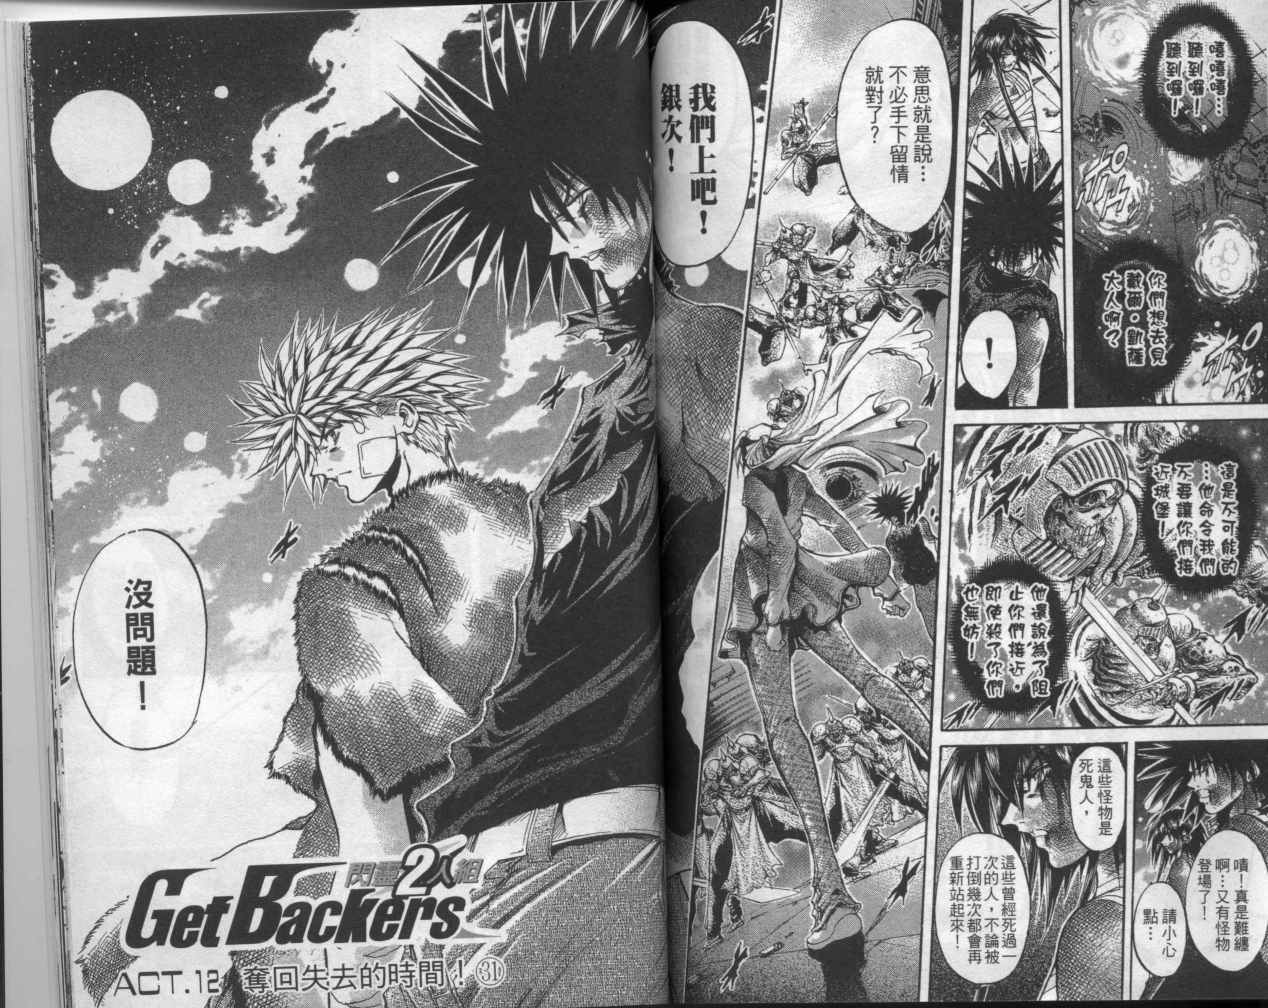 嘻嘻嘻…
聽到囉！
聽到囉！
你們想去見
歡薩
大人啊？
！
這是不可能的
…他命令我們
不要讓你們接
近城堡！
他還說為了阻
止你們接近，
即使殺了你們
也無妨！
嘖！真是難纏
啊…又有怪物
登場了！
請小心
點…
這些怪物是
死鬼人，
這些曾經死過一
次的人，不論被
打倒幾次都會再
重新站起來！
意思就是說…
不必手下留情
就對了？
我們上吧！
銀次！
沒問題！
閃靈2人組
GetBackers
ACT.12 奪回失去的時間！㉛